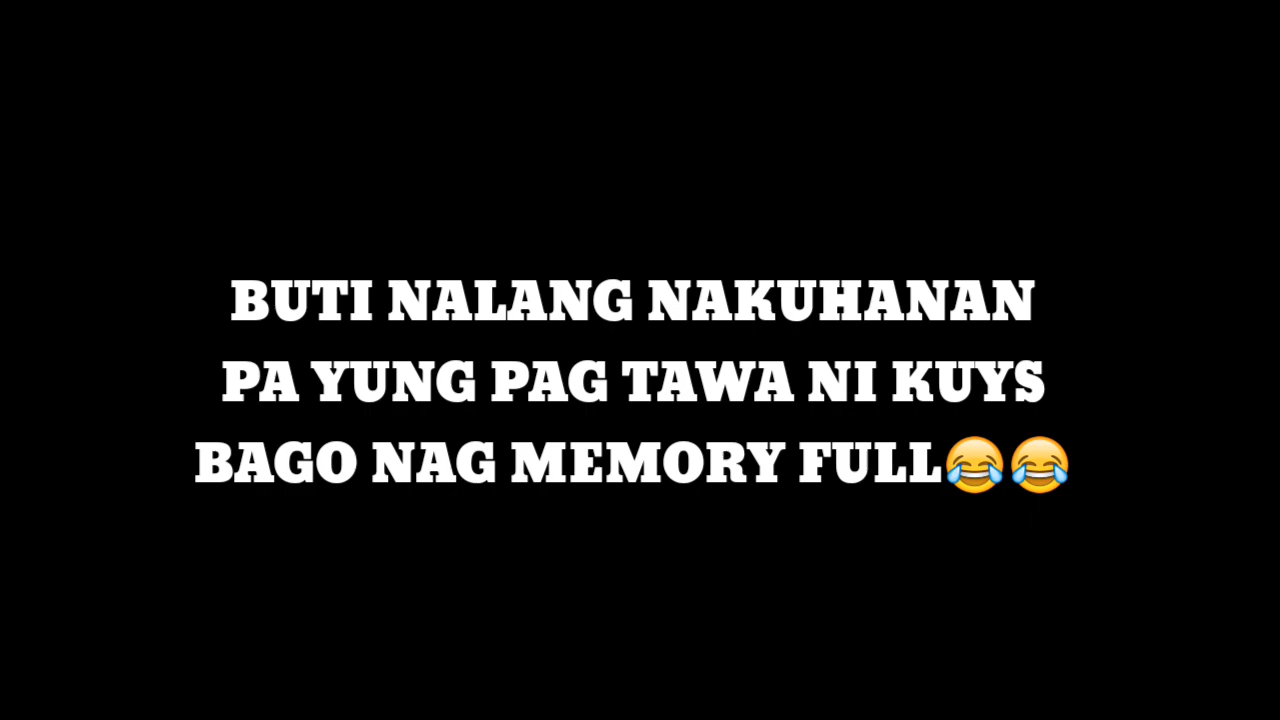 BUTI NALANG NAKUHANAN
PA YUNG PAG TAWA NI KUYS
BAGO NAG MEMORY FULL😂😂